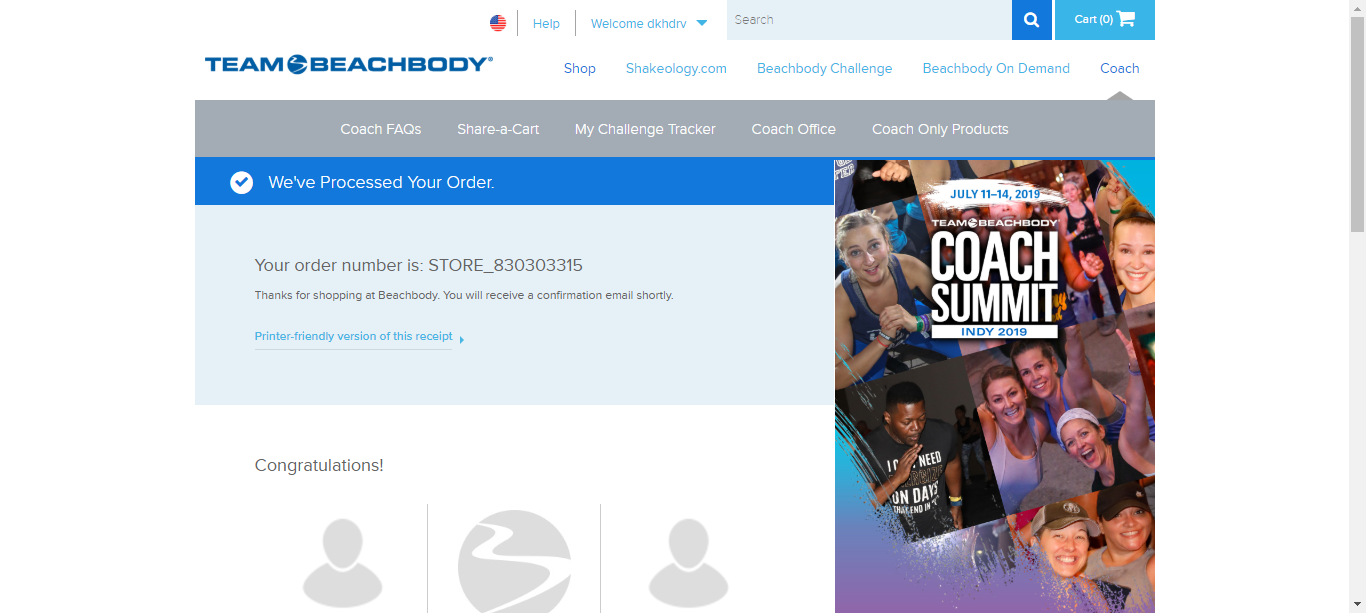 Help
Welcome dkhdrv
Search
Cart (0)
TEAM BEACHBODY®
Shop
Shakeology.com
Beachbody Challenge
Beachbody On Demand
Coach
Coach FAQs
Share-a-Cart
My Challenge Tracker
Coach Office
Coach Only Products
We've Processed Your Order.
Your order number is: STORE_830303315
Thanks for shopping at Beachbody. You will receive a confirmation email shortly.
Printer-friendly version of this receipt
Congratulations!
JULY 11–14, 2019
TEAM BEACHBODY
COACH
SUMMIT
INDY 2019
NEED
ON DAYS
THAT END IN